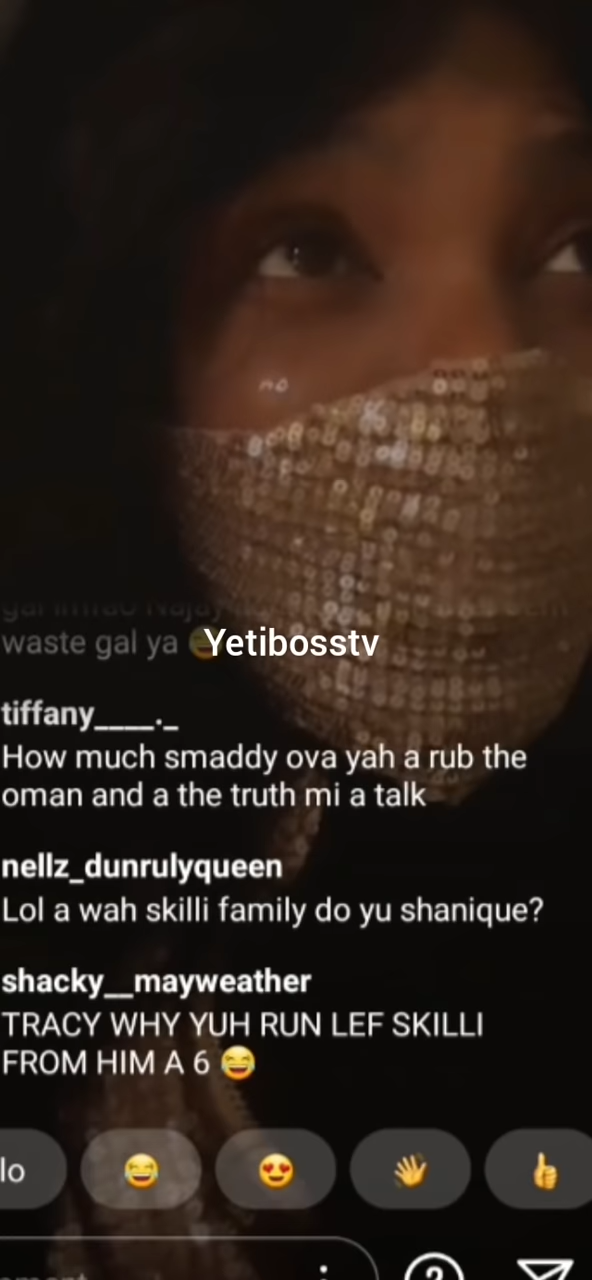 waste gal ya 😂
Yetibosstv
tiffany____._
How much smaddy ova yah a rub the
oman and a the truth mi a talk
nellz_dunrulyqueen
Lol a wah skilli family do yu shanique?
shacky__mayweather
TRACY WHY YUH RUN LEF SKILLI
FROM HIM A 6 😂
lo 😂 😍 👋 👍